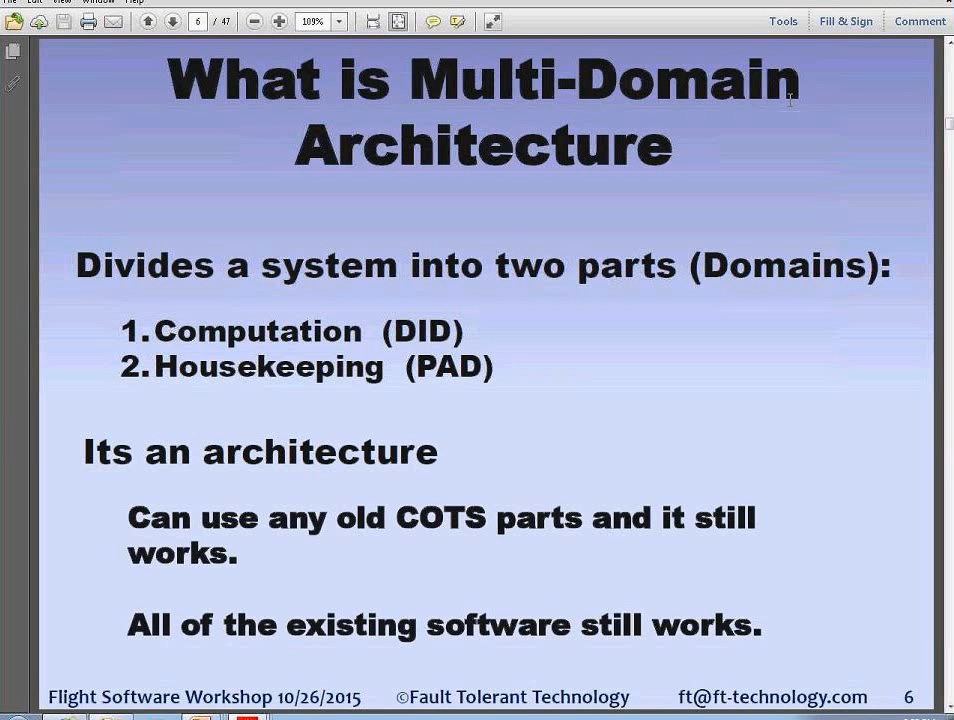 6 / 47
109%
Tools
Fill & Sign
Comment
What is Multi-Domain
Architecture
Divides a system into two parts (Domains):
1. Computation (DID)
2. Housekeeping (PAD)
Its an architecture
Can use any old COTS parts and it still
works.
All of the existing software still works.
Flight Software Workshop 10/26/2015 ©Fault Tolerant Technology ft@ft-technology.com 6